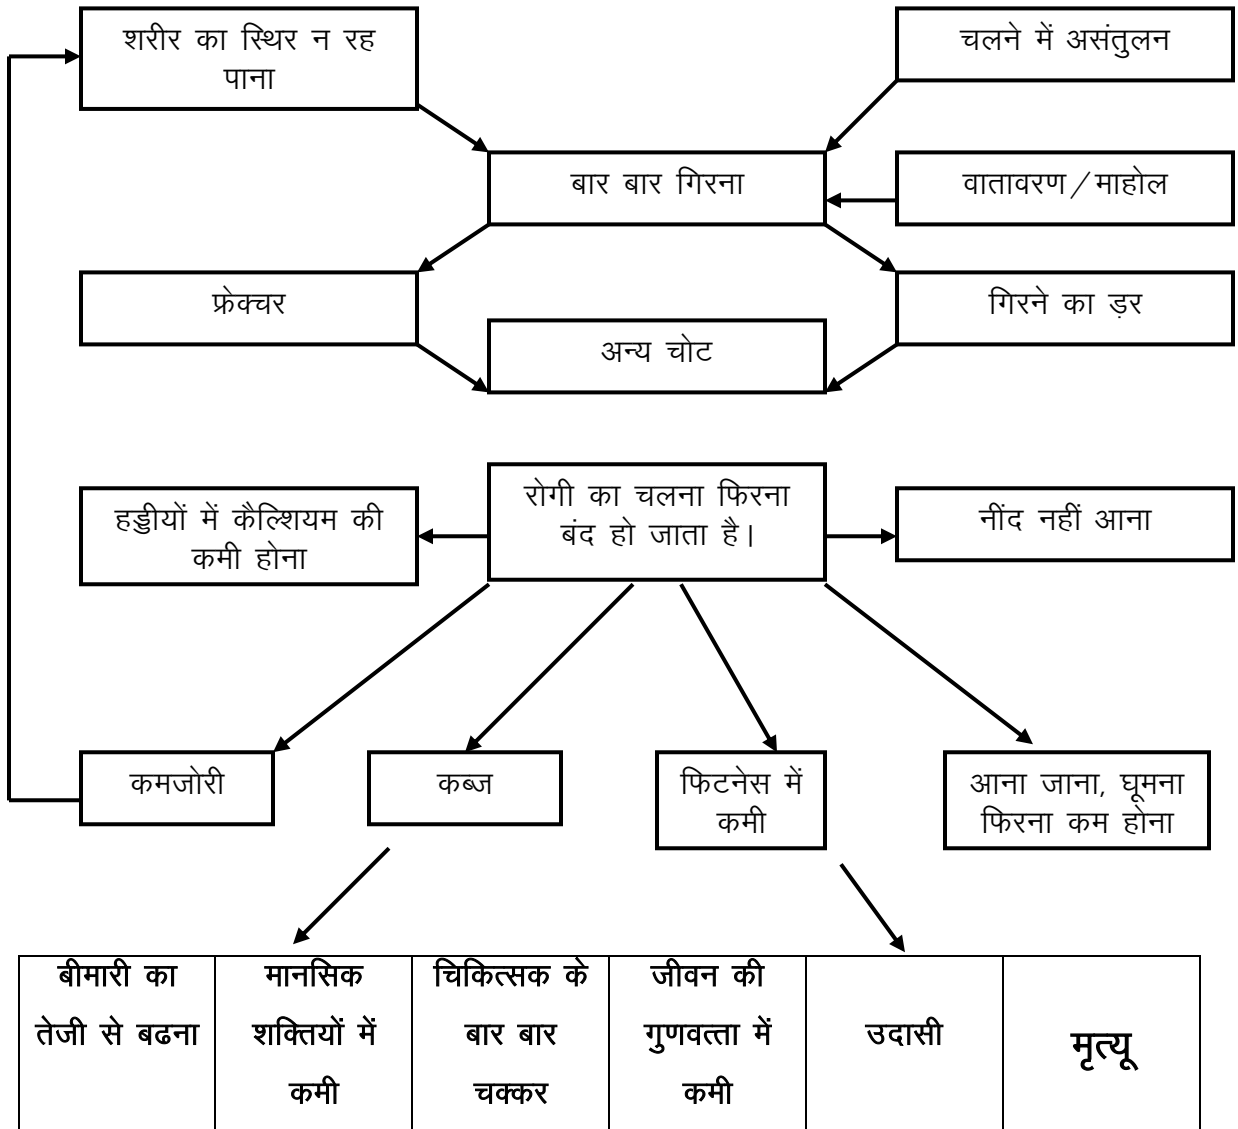 शरीर का स्थिर न रह
पाना
चलने में असंतुलन
बार बार गिरना
वातावरण/माहोल
फ्रेक्चर
गिरने का ड़र
अन्य चोट
हड्डीयों में कैल्शियम की
कमी होना
रोगी का चलना फिरना
बंद हो जाता है।
नींद नहीं आना
कमजोरी
कब्ज
फिटनेस में
कमी
आना जाना, घूमना
फिरना कम होना
बीमारी का
तेजी से बढना
मानसिक
शक्तियों में
कमी
चिकित्सक के
बार बार
चक्कर
जीवन की
गुणवत्ता में
कमी
उदासी
मृत्यू